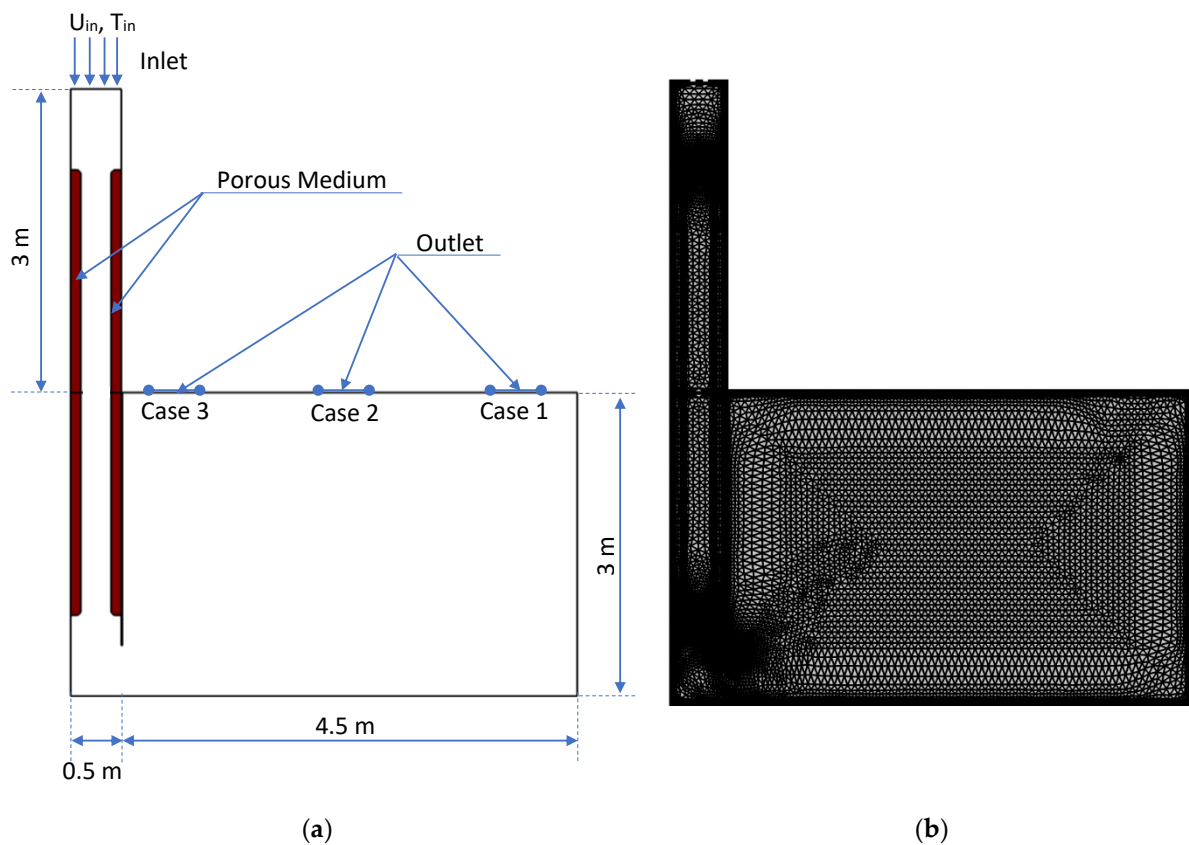 Uin, Tin
Inlet
Porous Medium
Outlet
3 m
Case 3
Case 2
Case 1
3 m
4.5 m
0.5 m
(a)
(b)